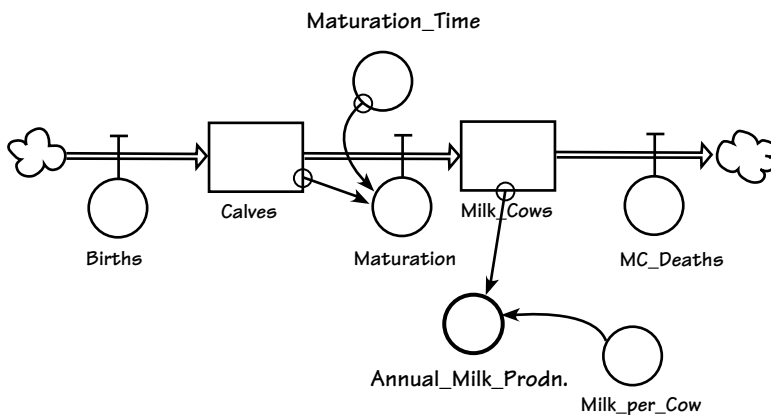 Maturation_Time
Calves
Milk_Cows
Births
Maturation
MC_Deaths
Annual_Milk_Prodn.
Milk_per_Cow